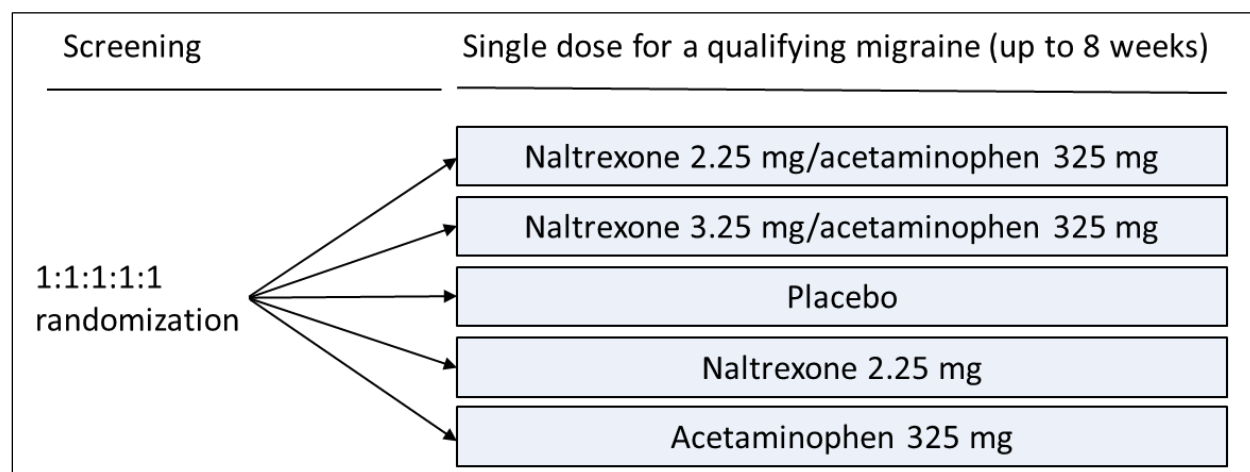 Screening
Single dose for a qualifying migraine (up to 8 weeks)
1:1:1:1:1
randomization
Naltrexone 2.25 mg/acetaminophen 325 mg
Naltrexone 3.25 mg/acetaminophen 325 mg
Placebo
Naltrexone 2.25 mg
Acetaminophen 325 mg